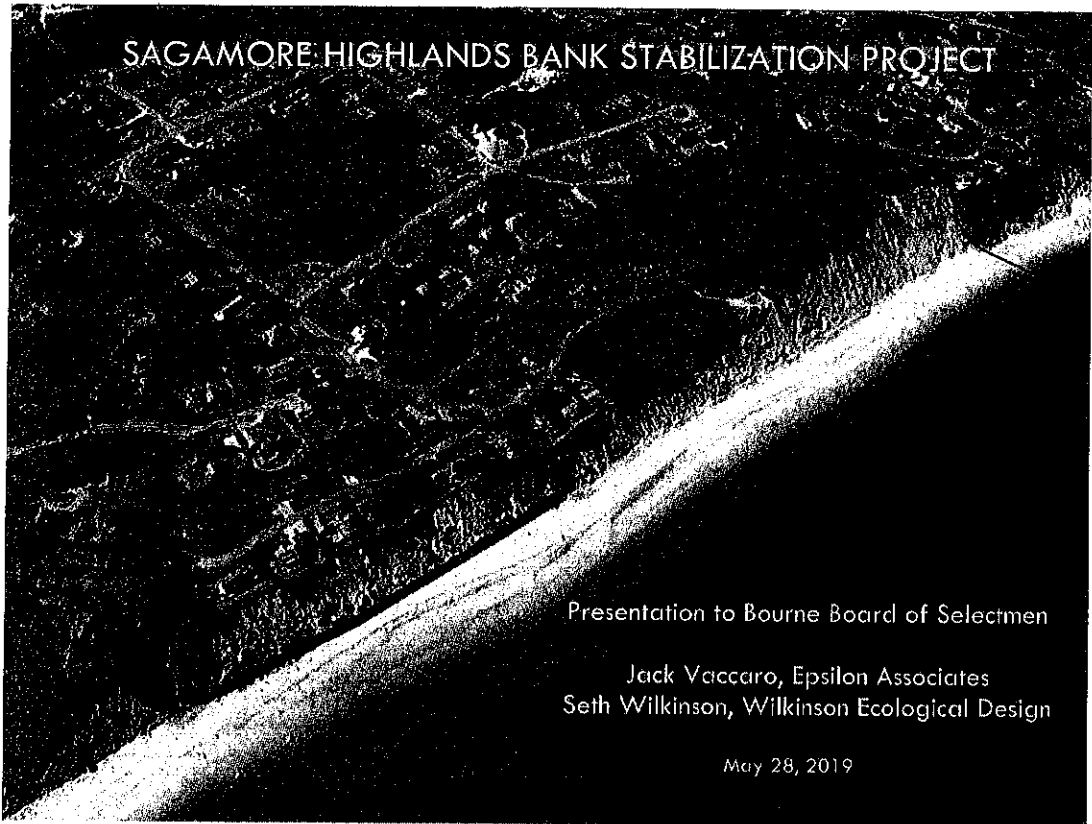 SAGAMORE HIGHLANDS BANK STABILIZATION PROJECT
Presentation to Bourne Board of Selectmen
Jack Vaccaro, Epsilon Associates
Seth Wilkinson, Wilkinson Ecological Design
May 28, 2019